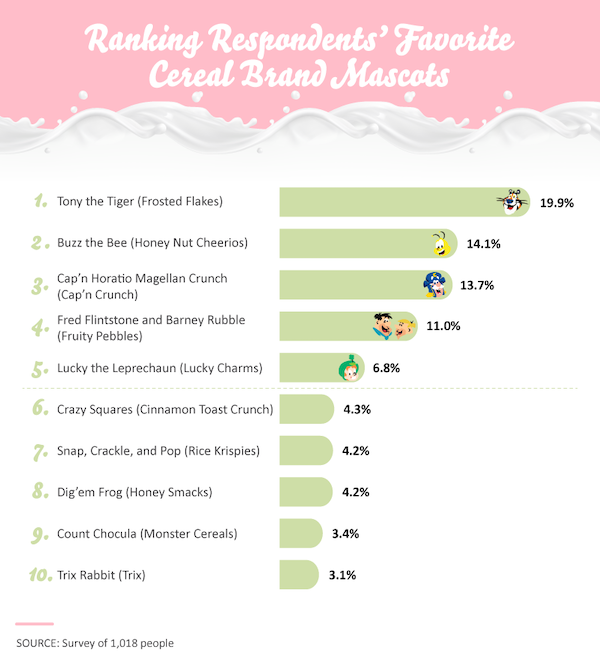 Ranking Respondents’ Favorite
Cereal Brand Mascots
1. Tony the Tiger (Frosted Flakes) 19.9%
2. Buzz the Bee (Honey Nut Cheerios) 14.1%
3. Cap’n Horatio Magellan Crunch
(Cap’n Crunch) 13.7%
4. Fred Flintstone and Barney Rubble
(Fruity Pebbles) 11.0%
5. Lucky the Leprechaun (Lucky Charms) 6.8%
6. Crazy Squares (Cinnamon Toast Crunch) 4.3%
7. Snap, Crackle, and Pop (Rice Krispies) 4.2%
8. Dig’em Frog (Honey Smacks) 4.2%
9. Count Chocula (Monster Cereals) 3.4%
10. Trix Rabbit (Trix) 3.1%
SOURCE: Survey of 1,018 people